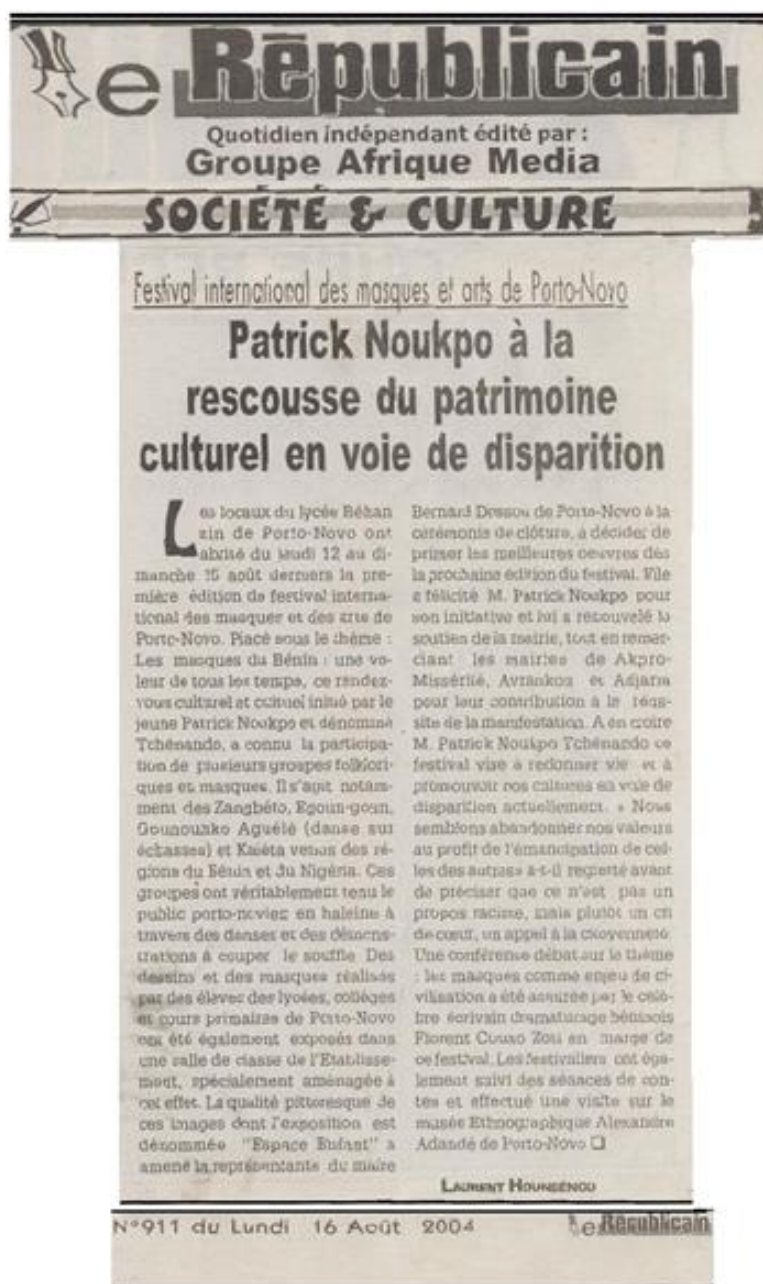 Le Républicain
Quotidien indépendant édité par :
Groupe Afrique Media
SOCIÉTÉ & CULTURE
Festival international des masques et arts de Porto-Novo
Patrick Noukpo à la
rescousse du patrimoine
culturel en voie de disparition
Les locaux du lycée Béhan
zin de Porto-Novo ont
abrité du jeudi 12 au di-
manche 15 août derniers la pre-
mière édition de festival interna-
tional des masques et des arts de
Porto-Novo. Placé sous le thème :
Les masques du Bénin : une va-
leur de tous les temps, ce rendez-
vous culturel et cultuel initié par le
jeune Patrick Noukpo et dénommé
Tchénando, a connu la participa-
tion de plusieurs groupes folklori-
ques et masques. Il s'agit notam-
ment des Zangbéto, Egoun-goun,
Gounouko Aguélé (danse sur
échasses) et Kaléta venus des ré-
gions du Bénin et du Nigéria. Ces
groupes ont véritablement tenu le
public porto-novien en haleine à
travers des danses et des démons-
trations à couper le souffle Des
dessins et des masques réalisés
par des élèves des lycées, collèges
et cours primaires de Porto-Novo
ont été également exposés dans
une salle de classe de l'Etablisse-
ment, spécialement aménagée à
cet effet. La qualité pittoresque de
ces images dont l'exposition est
dénommée "Espace Enfant" a
amené la représentante du maire
Bernard Dossou de Porto-Novo à la
cérémonie de clôture, à décider de
primer les meilleures oeuvres dès
la prochaine édition du festival. Elle
a félicité M. Patrick Noukpo pour
son initiative et lui a renouvelé le
soutien de la mairie, tout en remer-
ciant les mairies de Akpro-
Missérété, Avrankou et Adjarra
pour leur contribution à la réus-
site de la manifestation. A en croire
M. Patrick Noukpo Tchénando ce
festival vise à redonner vie et à
promouvoir nos cultures en voie de
disparition actuellement. « Nous
semblons abandonner nos valeurs
au profit de l'émancipation de cel-
les des autres» a-t-il regretté avant
de préciser que ce n'est pas un
propos raciste, mais plutôt un cri
de cœur, un appel à la citoyenneté.
Une conférence débat sur le thème
: les masques comme enjeu de ci-
vilisation a été assurée par le célè-
bre écrivain dramaturage béninois
Florent Couao Zoti en marge de
ce festival. Les festivaliers ont éga-
lement suivi des séances de con-
tes et effectué une visite sur le
musée Ethnographique Alexandre
Adandé de Porto-Novo ❑
LAURENT HOUNSÈNOU
N°911 du Lundi 16 Août 2004 Le Républicain